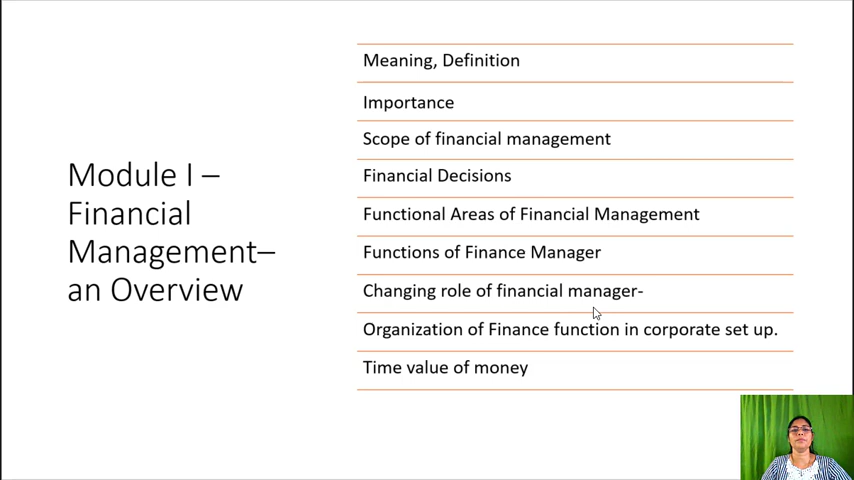 Module I –
Financial
Management–
an Overview
Meaning, Definition
Importance
Scope of financial management
Financial Decisions
Functional Areas of Financial Management
Functions of Finance Manager
Changing role of financial manager-
Organization of Finance function in corporate set up.
Time value of money